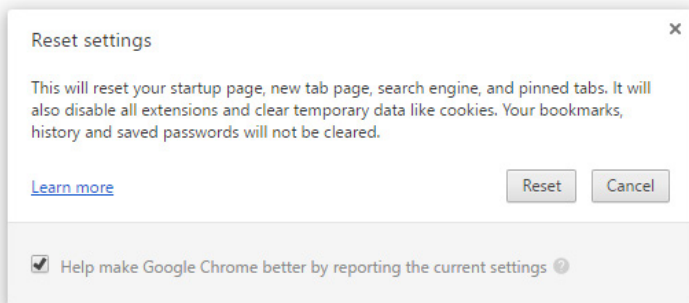 Reset settings
This will reset your startup page, new tab page, search engine, and pinned tabs. It will
also disable all extensions and clear temporary data like cookies. Your bookmarks,
history and saved passwords will not be cleared.
Learn more
Reset
Cancel
Help make Google Chrome better by reporting the current settings